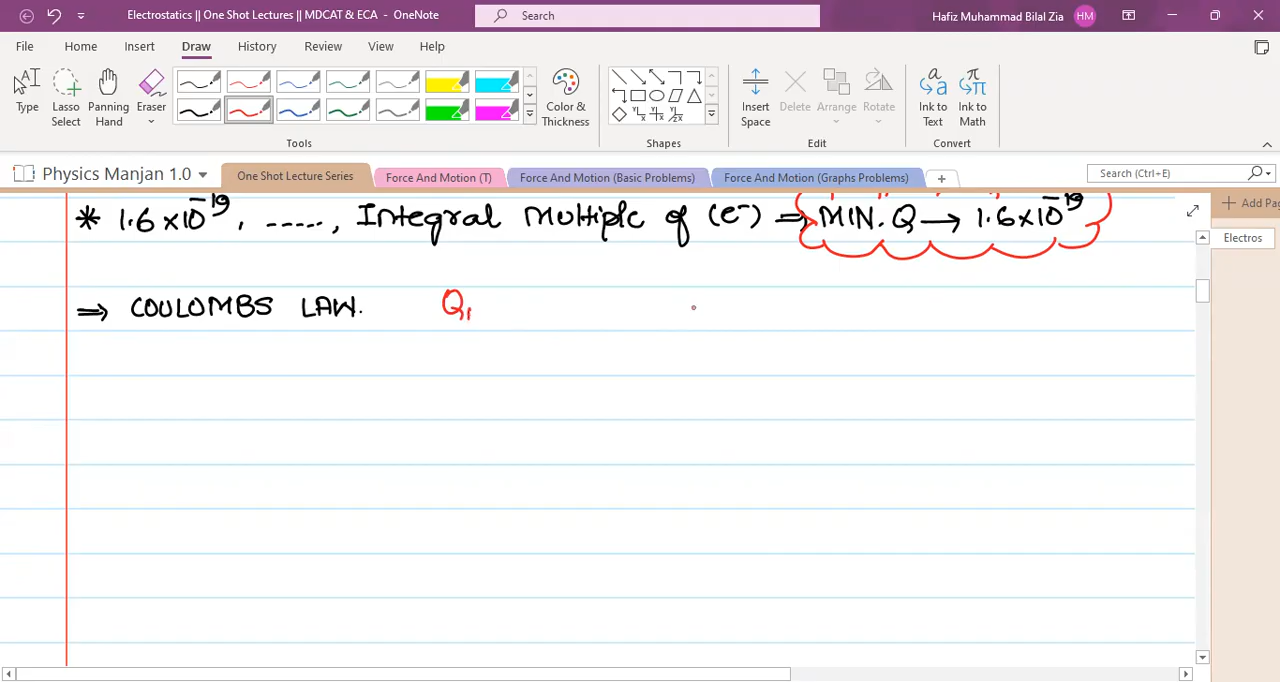 Electrostatics || One Shot Lectures || MDCAT & ECA - OneNote
Search
Hafiz Muhammad Bilal Zia HM
File Home Insert Draw History Review View Help
Type
Lasso Select
Panning Hand
Eraser
Color & Thickness
Insert Space
Delete
Arrange
Rotate
Ink to Text
Ink to Math
Tools Shapes Edit Convert
Physics Manjan 1.0 One Shot Lecture Series Force And Motion (T) Force And Motion (Basic Problems) Force And Motion (Graphs Problems) Search (Ctrl+E)
Add Pag
Electros
* 1.6×10⁻¹⁹, ....., Integral Multiple of (e⁻) ⇒ MIN. Q → 1.6×10⁻¹⁹
⇒ COULOMBS LAW. Q₁